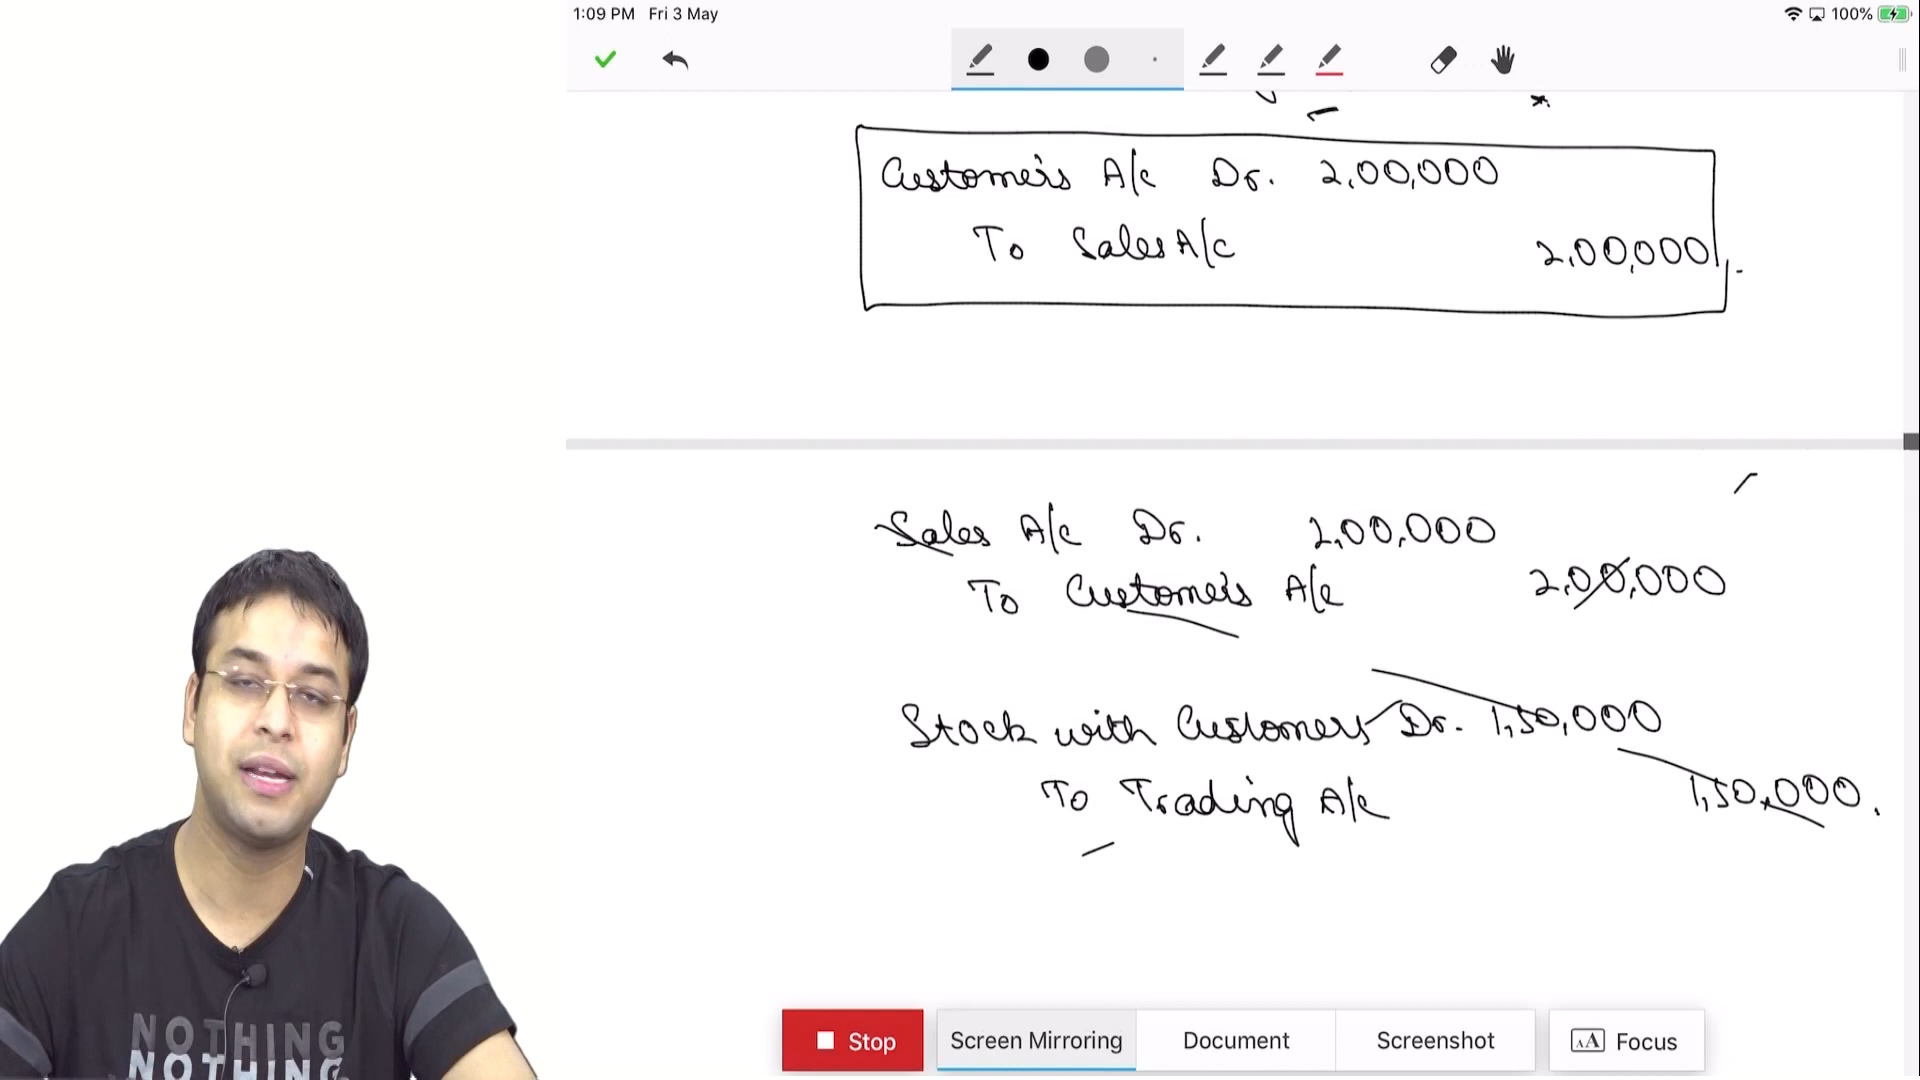 1:09 PM Fri 3 May
100%
Customer's A/c Dr. 2,00,000
To Sales A/c 2,00,000
Sales A/c Dr. 2,00,000
To Customer's A/c 2,00,000
Stock with Customers Dr. 1,50,000
To Trading A/c 1,50,000.
NOTHING
NOTHING
Stop Screen Mirroring Document Screenshot AA Focus